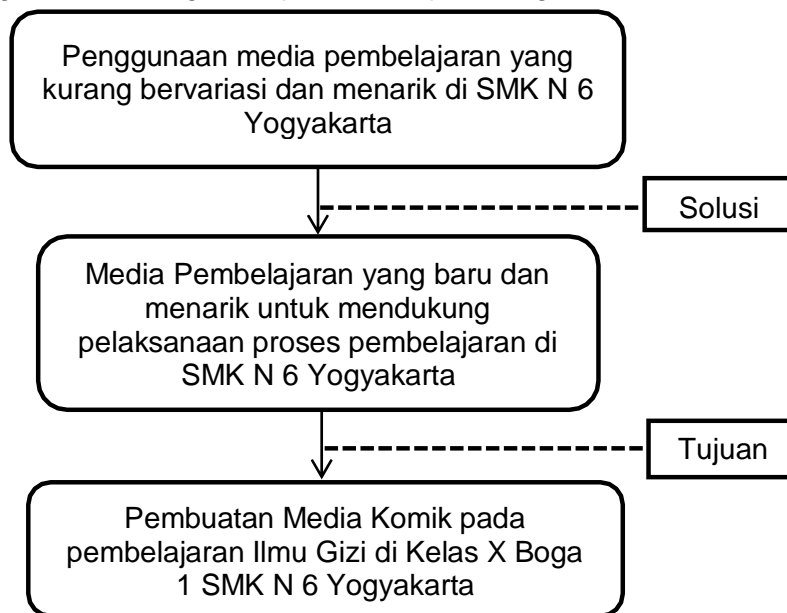 Penggunaan media pembelajaran yang
kurang bervariasi dan menarik di SMK N 6
Yogyakarta
Solusi
Media Pembelajaran yang baru dan
menarik untuk mendukung
pelaksanaan proses pembelajaran di
SMK N 6 Yogyakarta
Tujuan
Pembuatan Media Komik pada
pembelajaran Ilmu Gizi di Kelas X Boga
1 SMK N 6 Yogyakarta